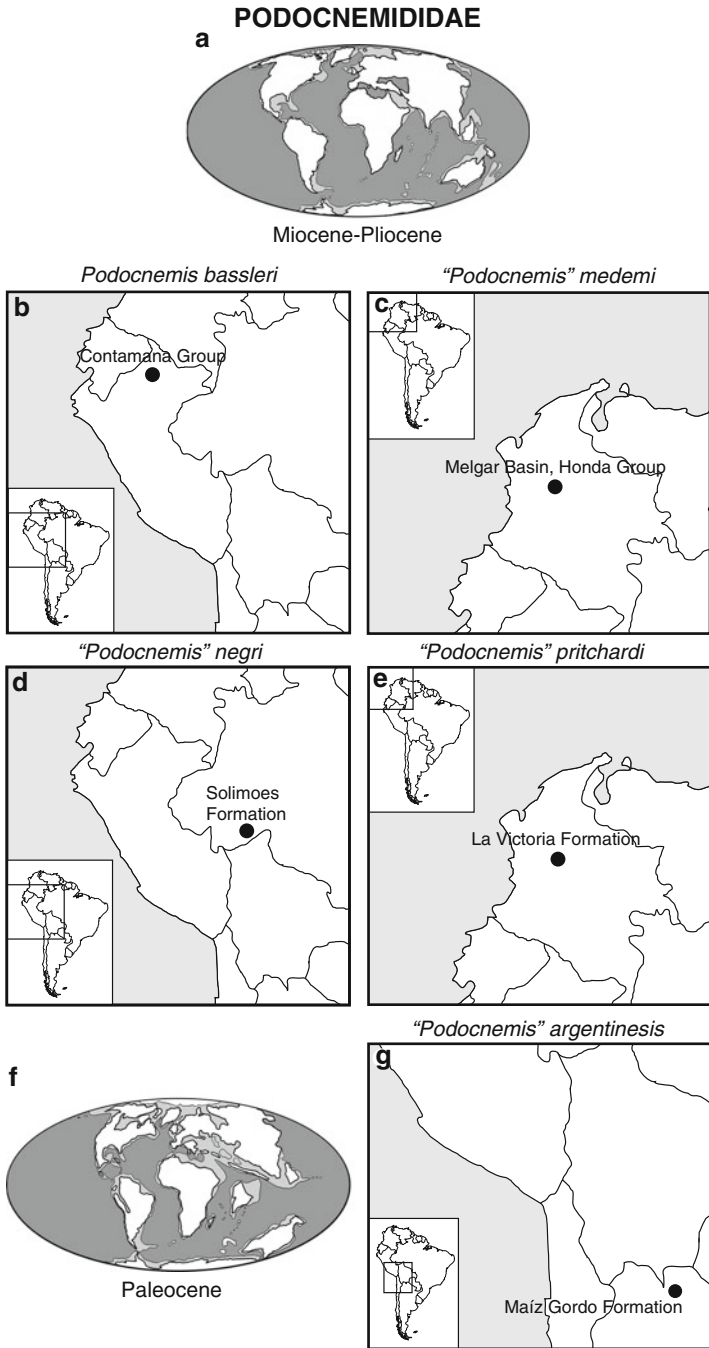 PODOCNEMIDIDAE
a
Miocene-Pliocene
Podocnemis bassleri
“Podocnemis” medemi
b
Contamana Group
c
Melgar Basin, Honda Group
“Podocnemis” negri
“Podocnemis” pritchardi
d
Solimoes
Formation
e
La Victoria Formation
“Podocnemis” argentinesis
f
Paleocene
g
Maíz Gordo Formation